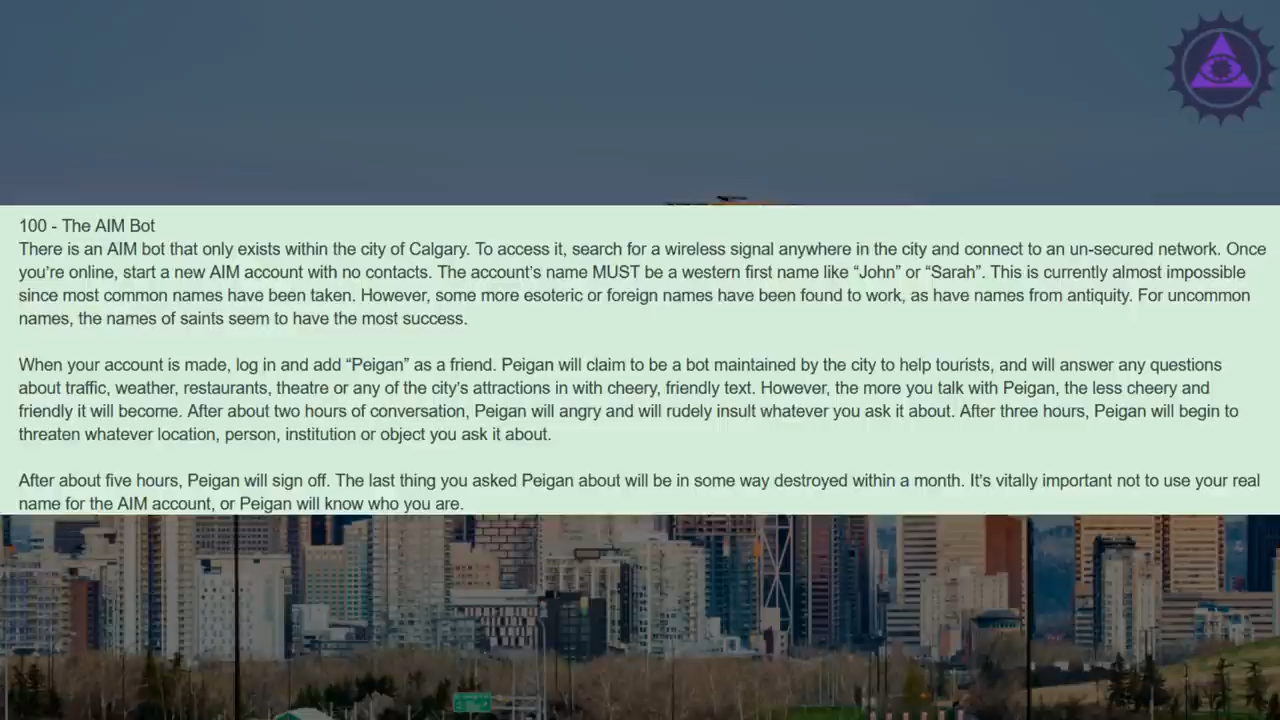 100 - The AIM Bot
There is an AIM bot that only exists within the city of Calgary. To access it, search for a wireless signal anywhere in the city and connect to an un-secured network. Once
you're online, start a new AIM account with no contacts. The account's name MUST be a western first name like “John” or “Sarah”. This is currently almost impossible
since most common names have been taken. However, some more esoteric or foreign names have been found to work, as have names from antiquity. For uncommon
names, the names of saints seem to have the most success.
When your account is made, log in and add “Peigan” as a friend. Peigan will claim to be a bot maintained by the city to help tourists, and will answer any questions
about traffic, weather, restaurants, theatre or any of the city's attractions in with cheery, friendly text. However, the more you talk with Peigan, the less cheery and
friendly it will become. After about two hours of conversation, Peigan will angry and will rudely insult whatever you ask it about. After three hours, Peigan will begin to
threaten whatever location, person, institution or object you ask it about.
After about five hours, Peigan will sign off. The last thing you asked Peigan about will be in some way destroyed within a month. It's vitally important not to use your real
name for the AIM account, or Peigan will know who you are.